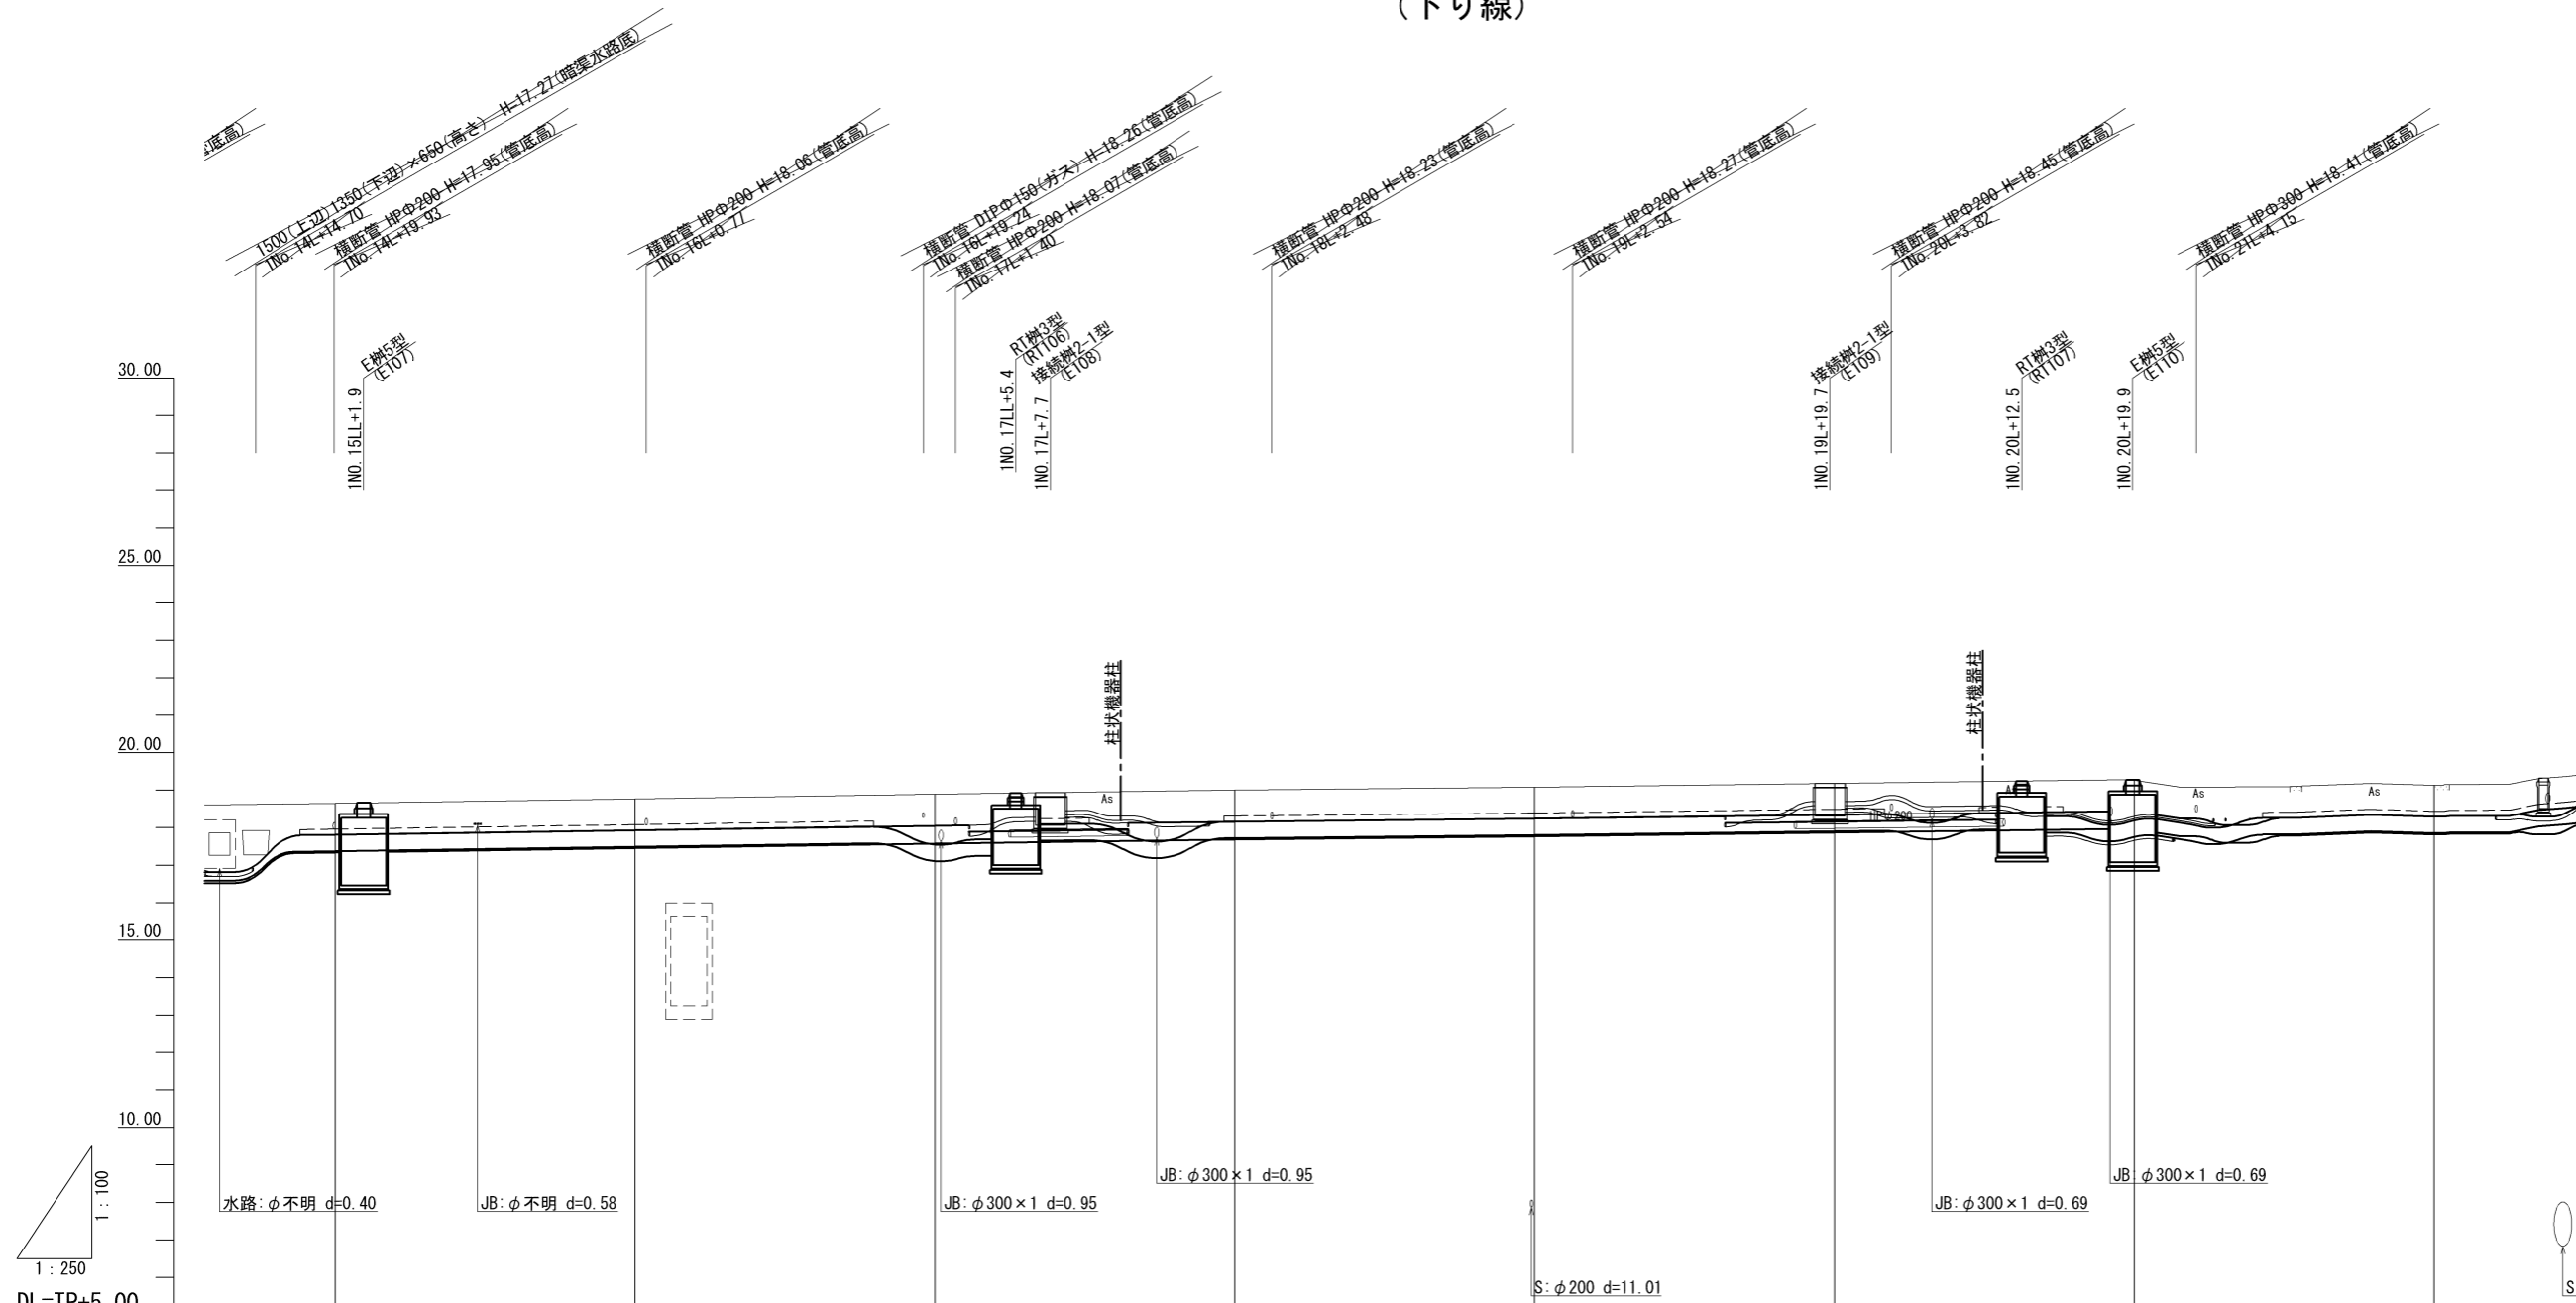 (下り線)
管底高)
1500(上辺)1350(下辺)×650(高さ) H=17.27(暗渠水路底)
1No.14L+14.70
横断管 HPΦ200 H=17.95(管底高)
1No.14L+19.93
横断管 HPΦ200 H=18.06(管底高)
1No.16L+0.77
横断管 DIPΦ150(ガス) H=18.26(管底高)
1No.16L+19.24
横断管 HPΦ200 H=18.07(管底高)
1No.17L+1.40
横断管 HPΦ200 H=18.23(管底高)
1No.18L+2.48
横断管 HPΦ200 H=18.27(管底高)
1No.19L+2.54
横断管 HPΦ200 H=18.45(管底高)
1No.20L+3.82
横断管 HPΦ300 H=18.41(管底高)
1No.21L+4.15
E桝5型
(E107)
1NO.15LL+1.9
RT桝3型
(RT106)
1NO.17LL+5.4
接続桝2-1型
(E108)
1NO.17L+7.7
接続桝2-1型
(E109)
1NO.19L+19.7
RT桝3型
(RT107)
1NO.20L+12.5
E桝5型
(E110)
1NO.20L+19.9
30.00
25.00
20.00
15.00
10.00
柱状機器柱
柱状機器柱
As
As
As
HPφ200
水路:φ不明 d=0.40
JB:φ不明 d=0.58
JB:φ300×1 d=0.95
JB:φ300×1 d=0.95
JB:φ300×1 d=0.69
JB:φ300×1 d=0.69
S:φ200 d=11.01
S
1:100
1:250
DL=TP+5.00